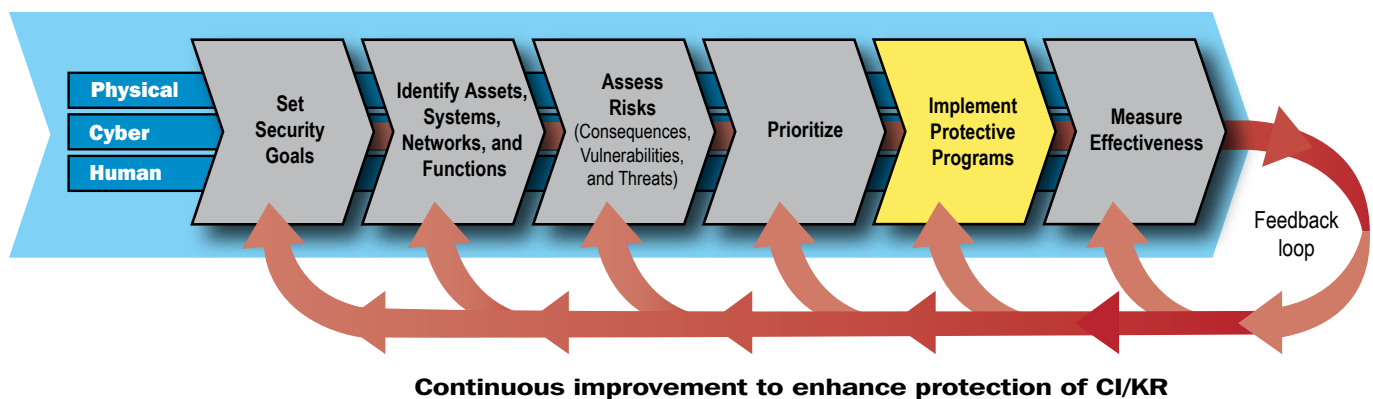 Physical
Cyber
Human
Set
Security
Goals
Identify Assets,
Systems,
Networks, and
Functions
Assess
Risks
(Consequences,
Vulnerabilities,
and Threats)
Prioritize
Implement
Protective
Programs
Measure
Effectiveness
Feedback
loop
Continuous improvement to enhance protection of CI/KR